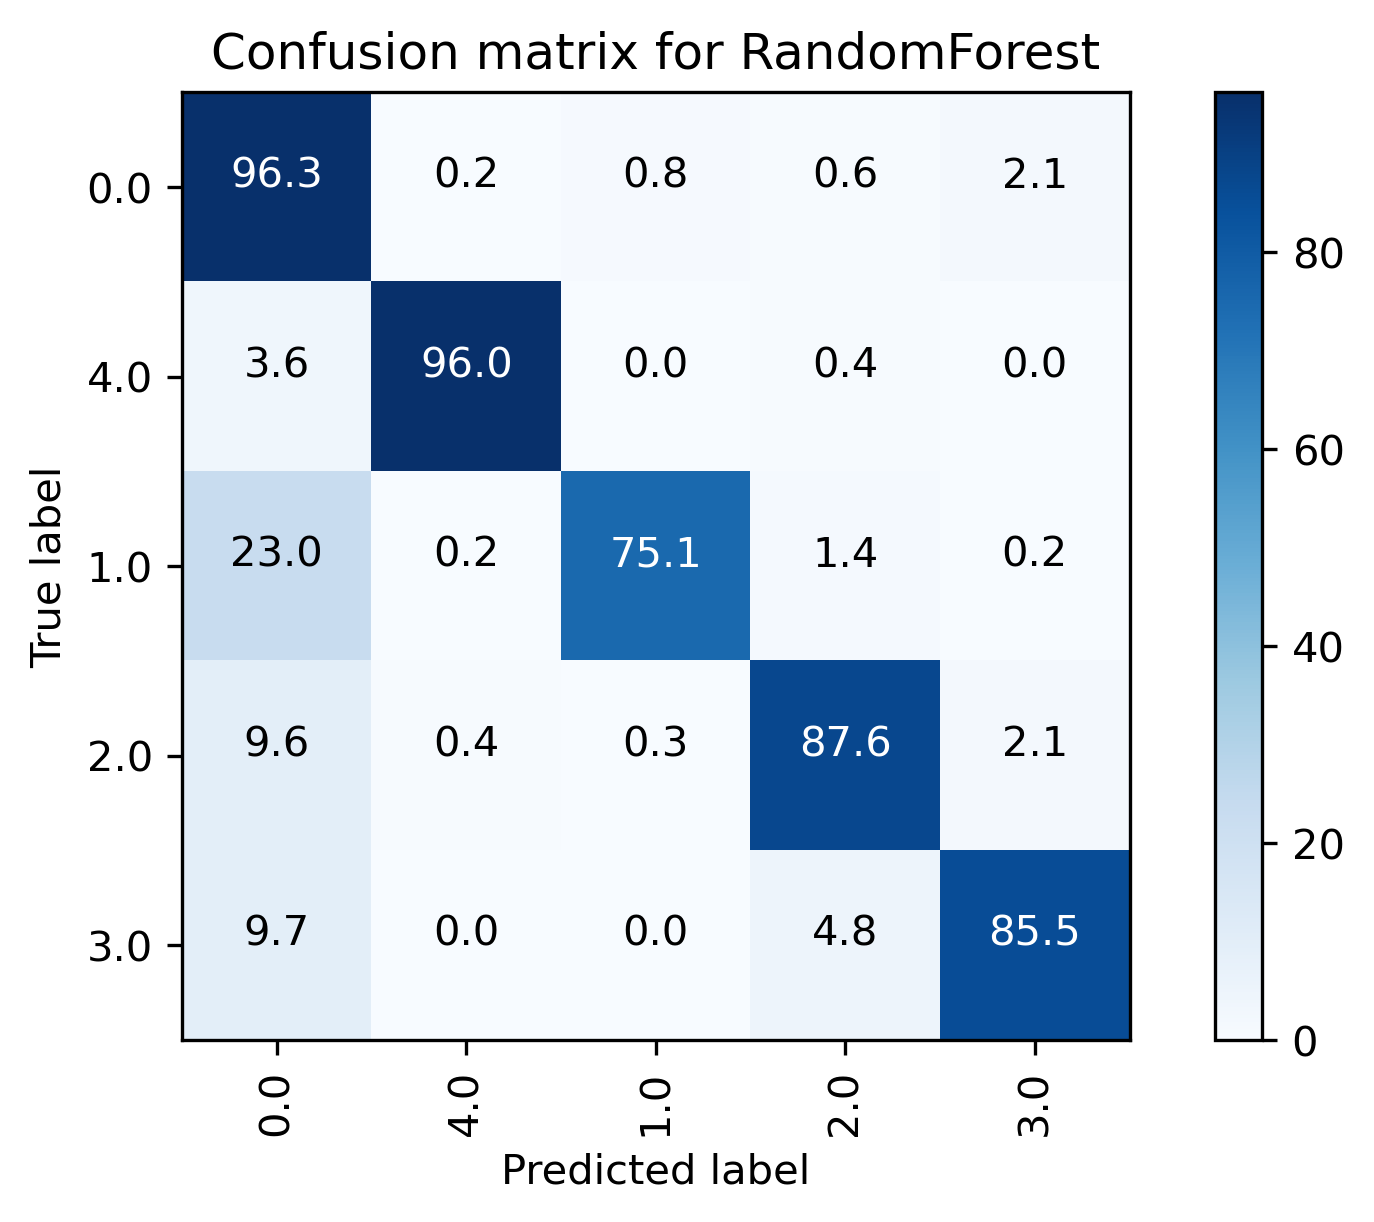 Confusion matrix for RandomForest
0.0 96.3 0.2 0.8 0.6 2.1
4.0 3.6 96.0 0.0 0.4 0.0
1.0 23.0 0.2 75.1 1.4 0.2
2.0 9.6 0.4 0.3 87.6 2.1
3.0 9.7 0.0 0.0 4.8 85.5
True label
0.0 4.0 1.0 2.0 3.0
Predicted label
80
60
40
20
0